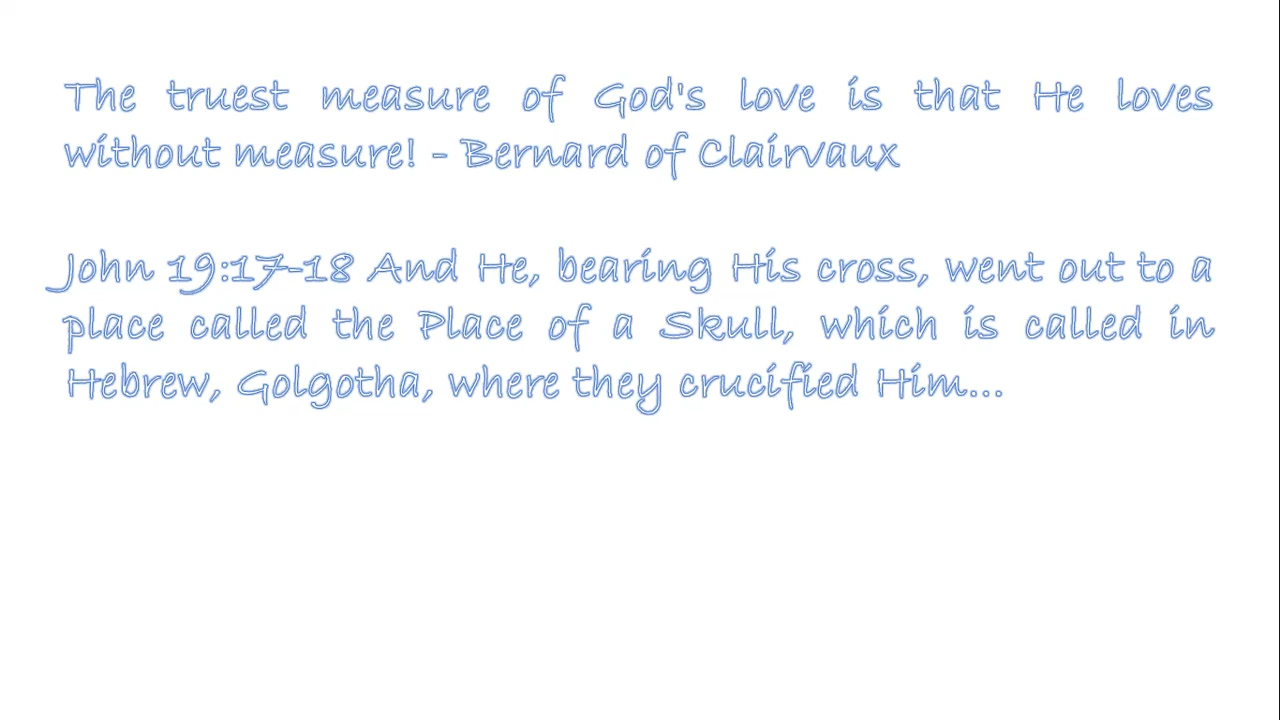 The truest measure of God's love is that He loves
without measure! - Bernard of Clairvaux
John 19:17-18 And He, bearing His cross, went out to a
place called the Place of a Skull, which is called in
Hebrew, Golgotha, where they crucified Him...